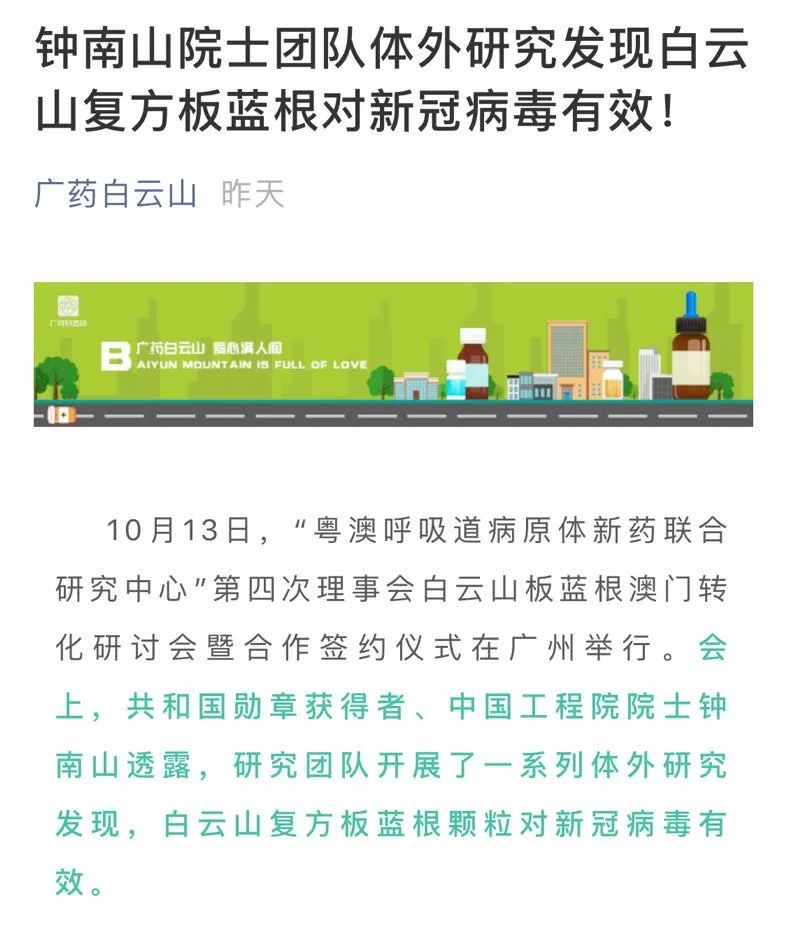 钟南山院士团队体外研究发现白云
山复方板蓝根对新冠病毒有效！
广药白云山 昨天
广药白云山 爱心满人间
B AIYUN MOUNTAIN IS FULL OF LOVE
10月13日，“粤澳呼吸道病原体新药联合
研究中心”第四次理事会白云山板蓝根澳门转
化研讨会暨合作签约仪式在广州举行。会
上，共和国勋章获得者、中国工程院院士钟
南山透露，研究团队开展了一系列体外研究
发现，白云山复方板蓝根颗粒对新冠病毒有
效。